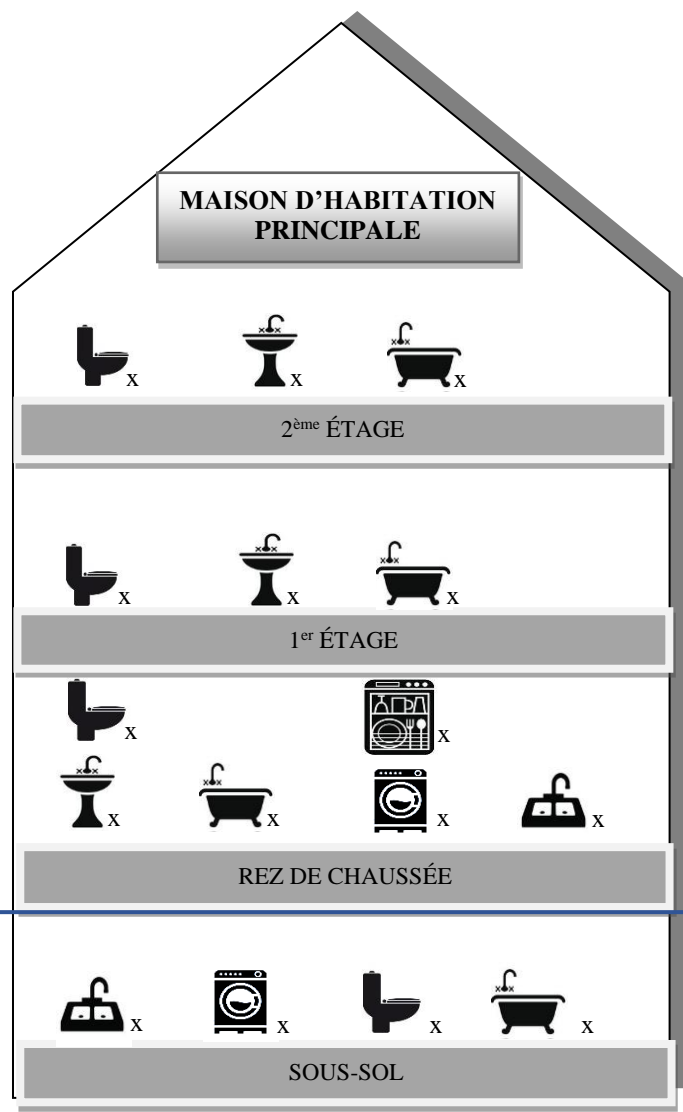 MAISON D’HABITATION
PRINCIPALE
x x x
2ème ÉTAGE
x x x
1er ÉTAGE
x x
x x x x
REZ DE CHAUSSÉE
x x x x
SOUS-SOL